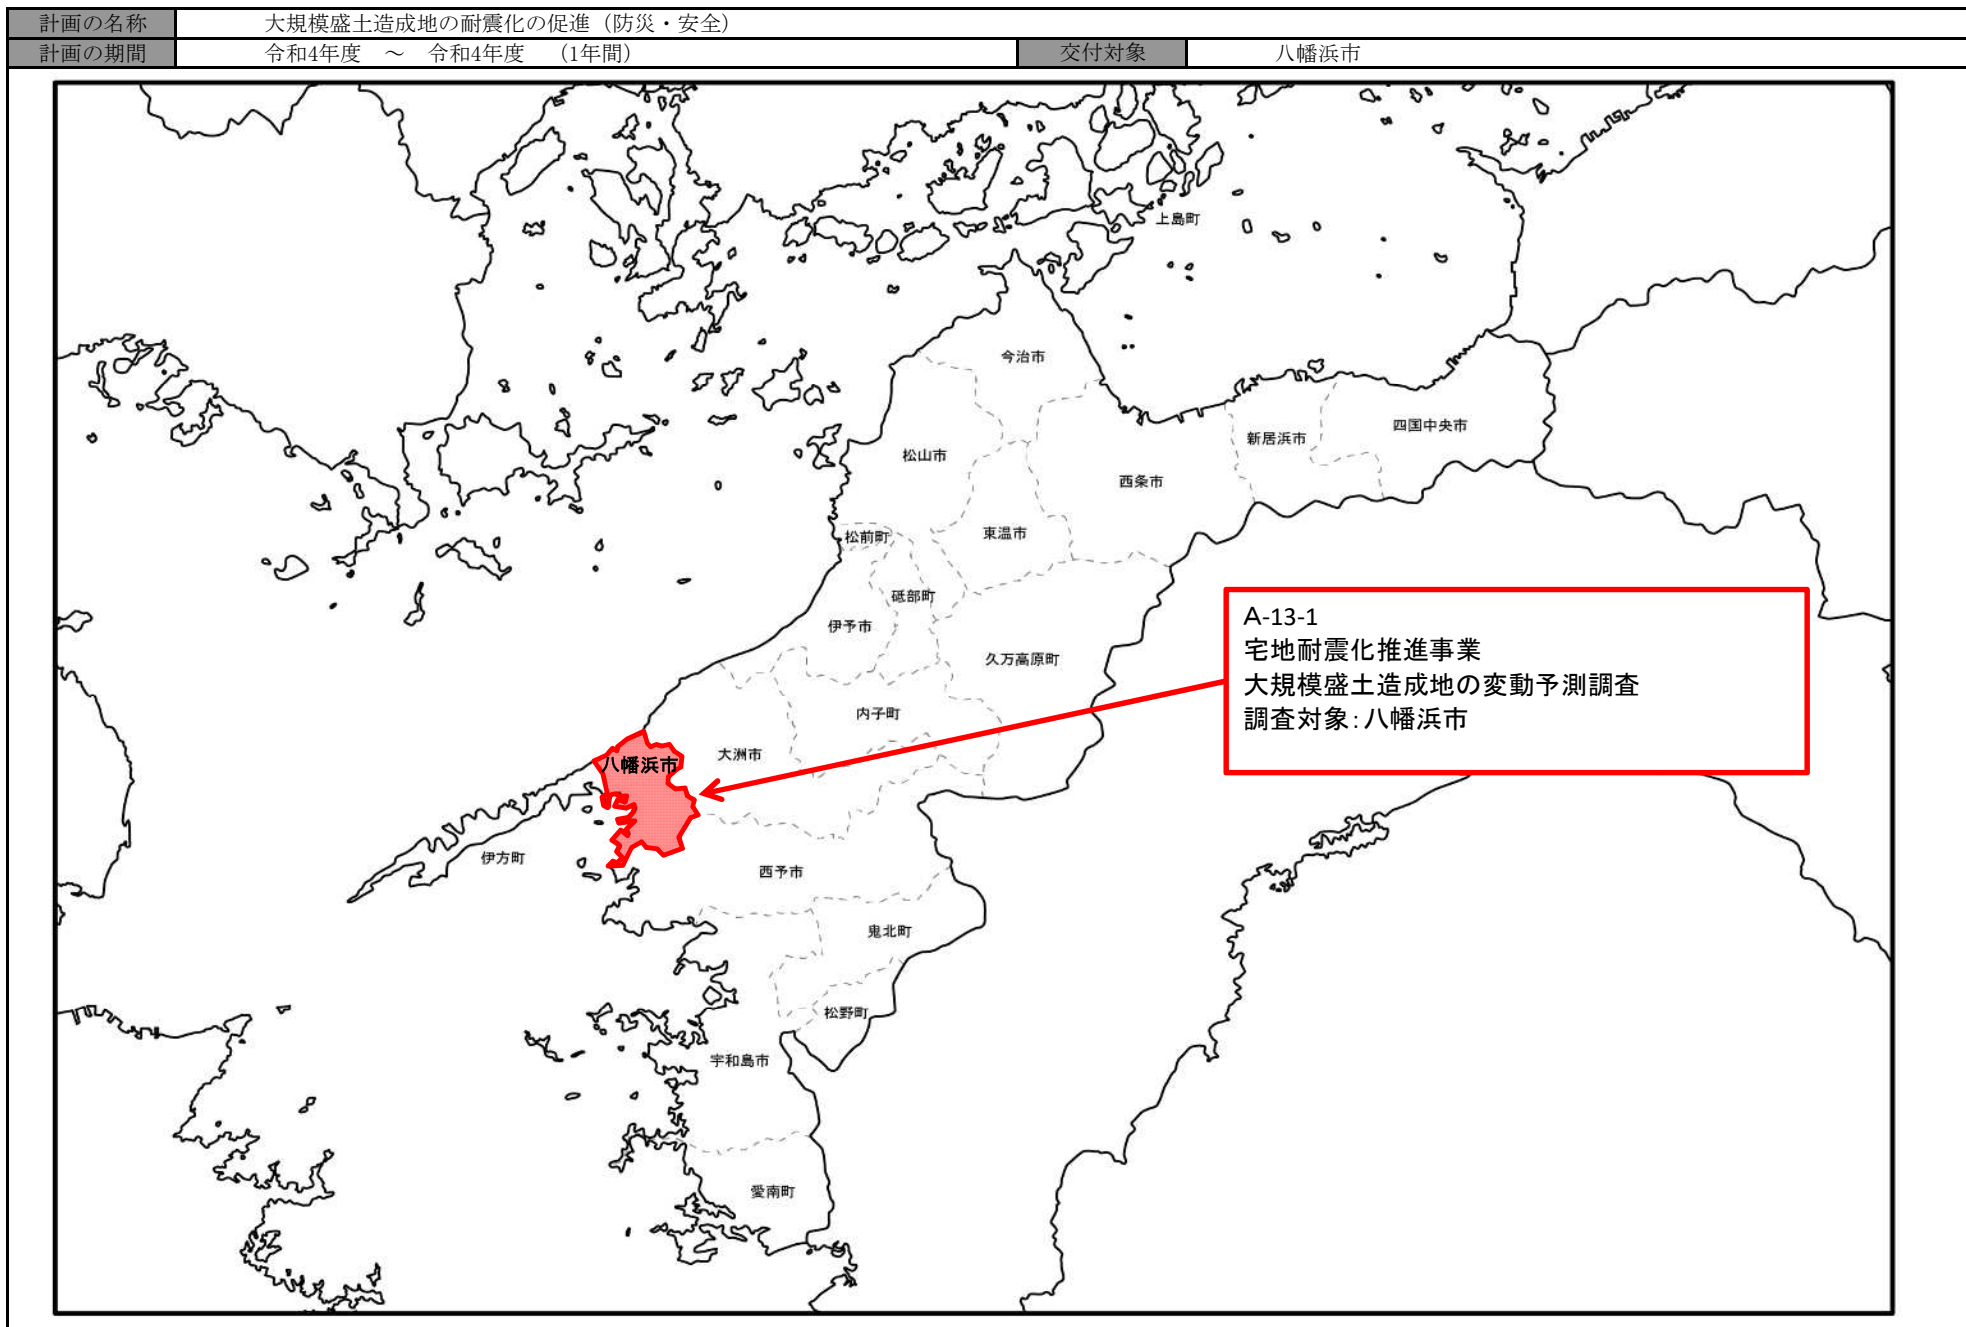 計画の名称 大規模盛土造成地の耐震化の促進（防災・安全）
計画の期間 令和4年度 ～ 令和4年度 （1年間） 交付対象 八幡浜市
上島町
今治市
四国中央市
新居浜市
松山市
西条市
東温市
松前町
砥部町
伊予市
久万高原町
A-13-1
宅地耐震化推進事業
大規模盛土造成地の変動予測調査
調査対象：八幡浜市
内子町
大洲市
八幡浜市
伊方町
西予市
鬼北町
松野町
宇和島市
愛南町